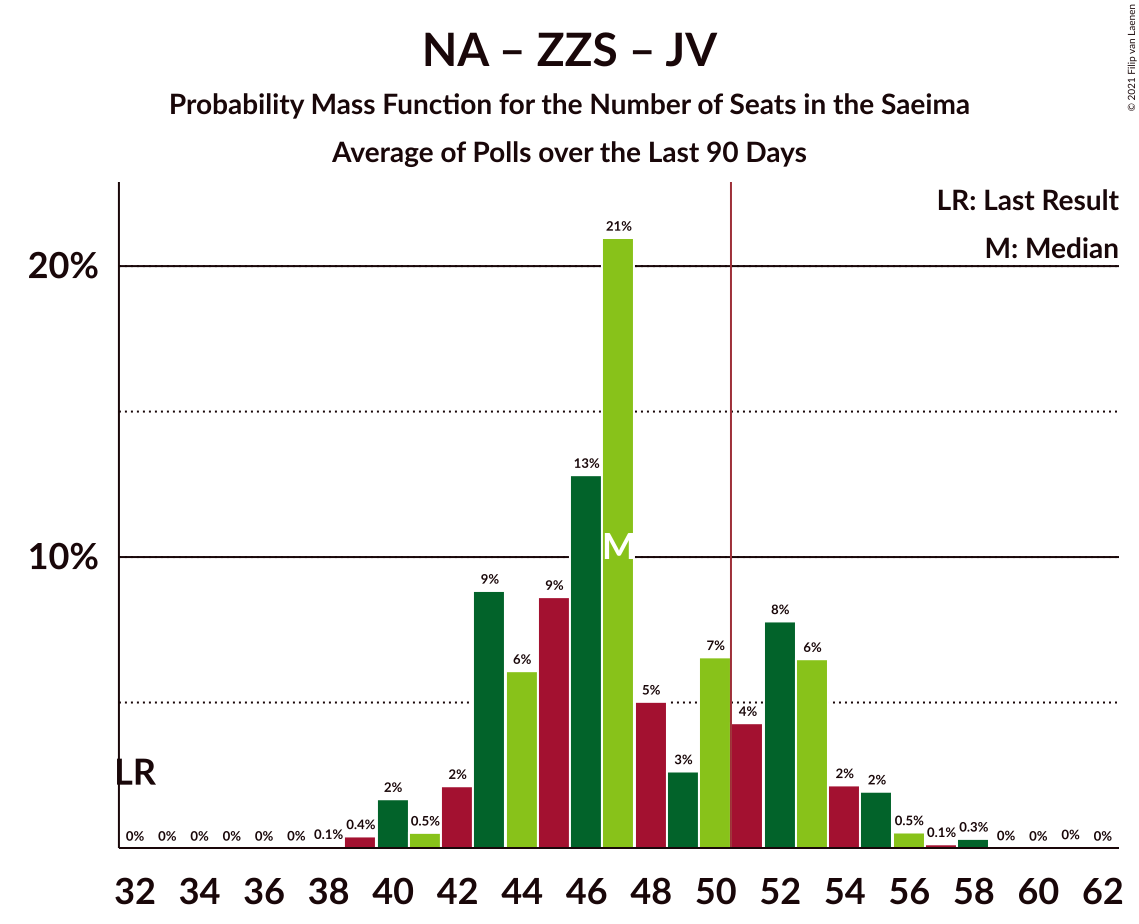 NA – ZZS – JV
Probability Mass Function for the Number of Seats in the Saeima
Average of Polls over the Last 90 Days
© 2021 Filip van Laenen
LR: Last Result
M: Median
20%
10%
LR
M
0% 0% 0% 0% 0% 0% 0.1% 0.4% 2% 0.5% 2% 9% 6% 9% 13% 21% 5% 3% 7% 4% 8% 6% 2% 2% 0.5% 0.1% 0.3% 0% 0% 0% 0%
32 34 36 38 40 42 44 46 48 50 52 54 56 58 60 62